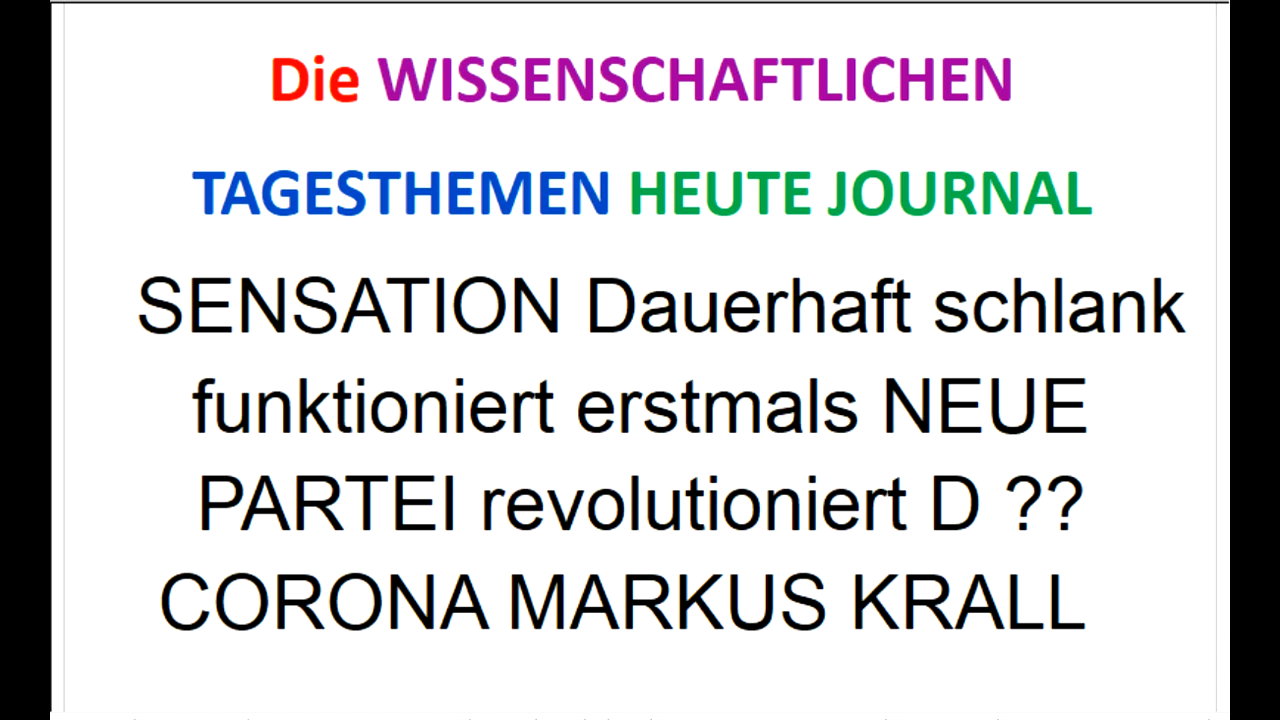 Die WISSENSCHAFTLICHEN
TAGESTHEMEN HEUTE JOURNAL
SENSATION Dauerhaft schlank
funktioniert erstmals NEUE
PARTEI revolutioniert D ??
CORONA MARKUS KRALL